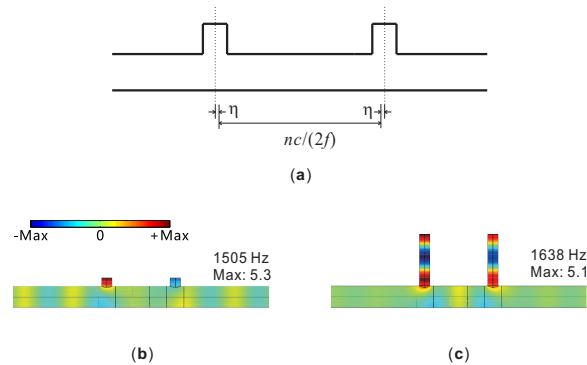 η η
nc/(2f)
(a)
-Max 0 +Max
1505 Hz
Max: 5.3
1638 Hz
Max: 5.1
(b) (c)